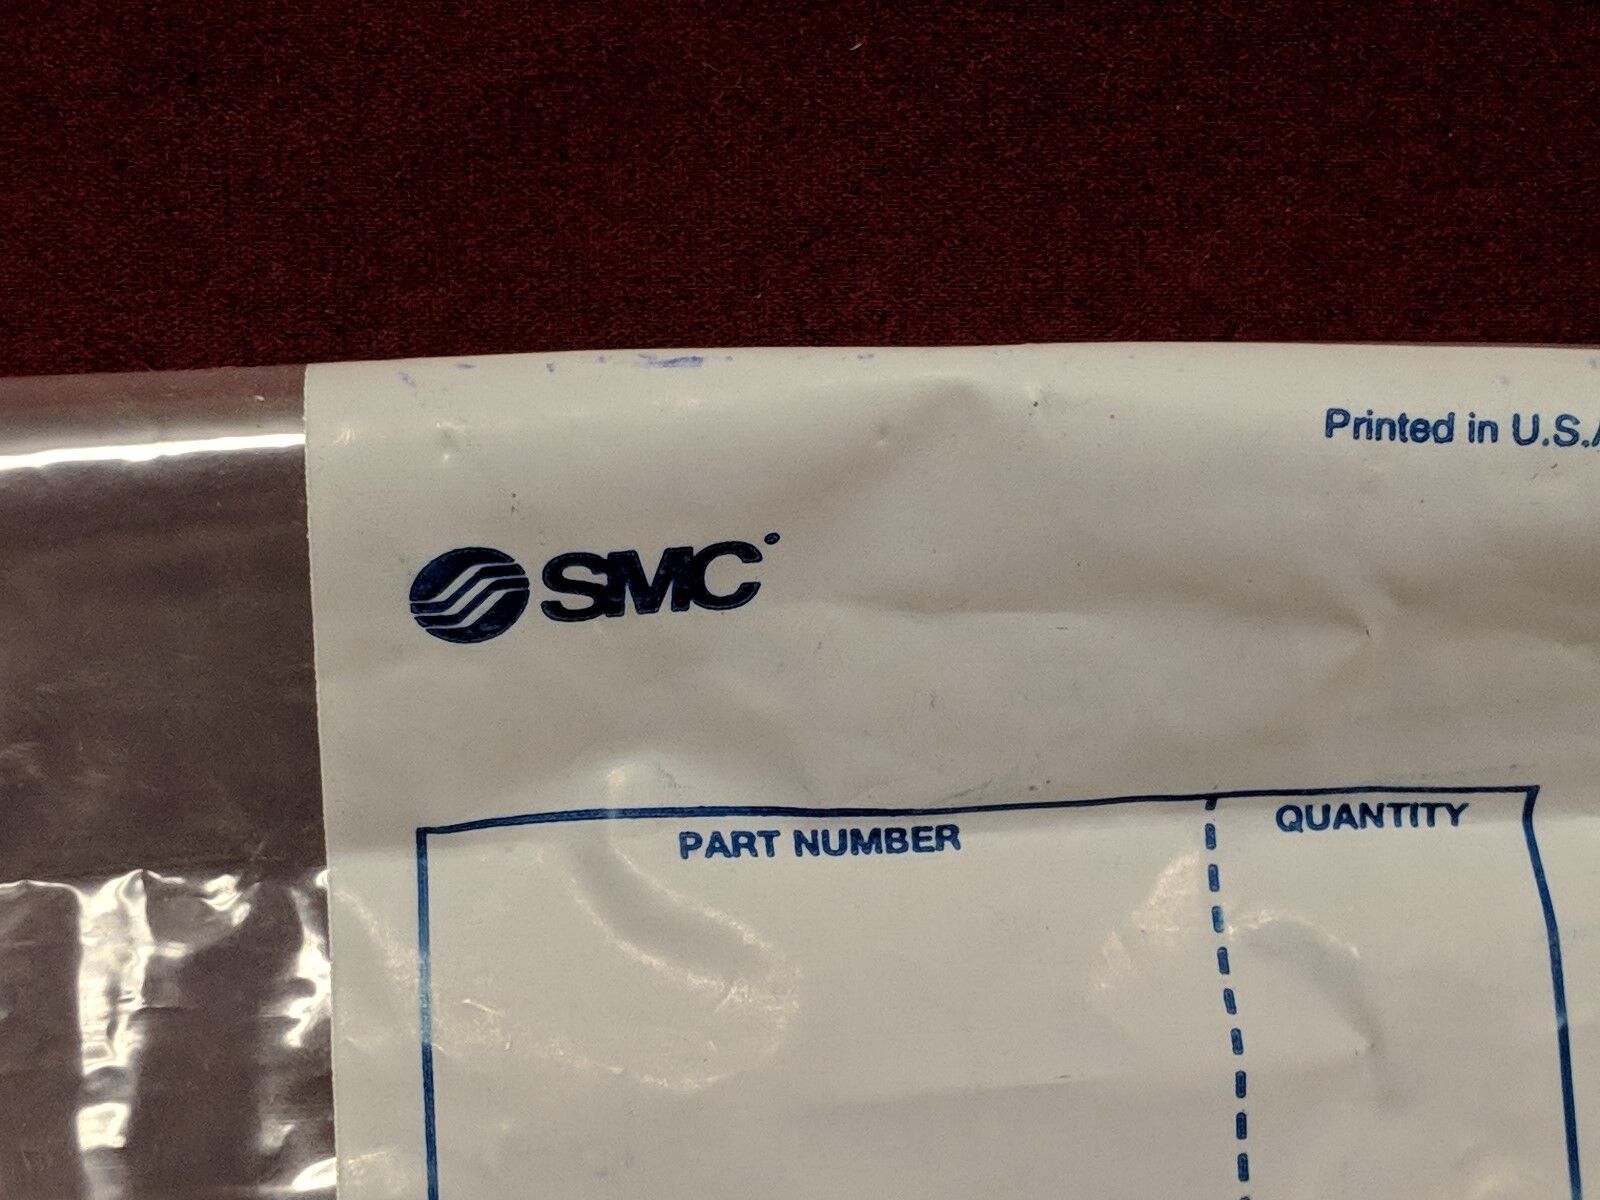 Printed in U.S.A
SMC
PART NUMBER
QUANTITY